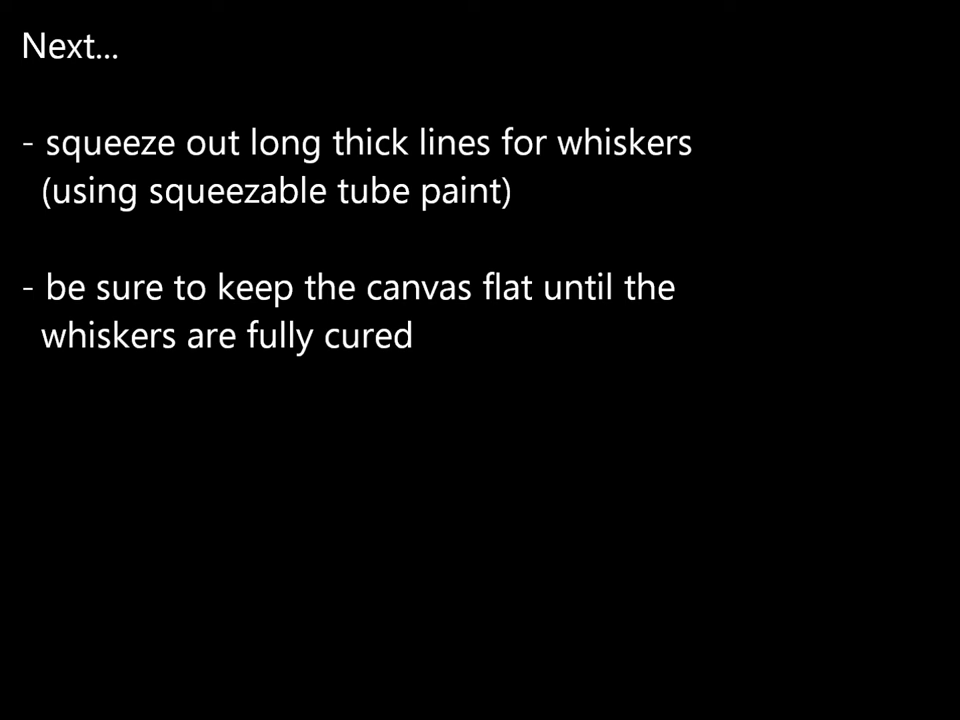 Next...
- squeeze out long thick lines for whiskers
(using squeezable tube paint)
- be sure to keep the canvas flat until the
whiskers are fully cured